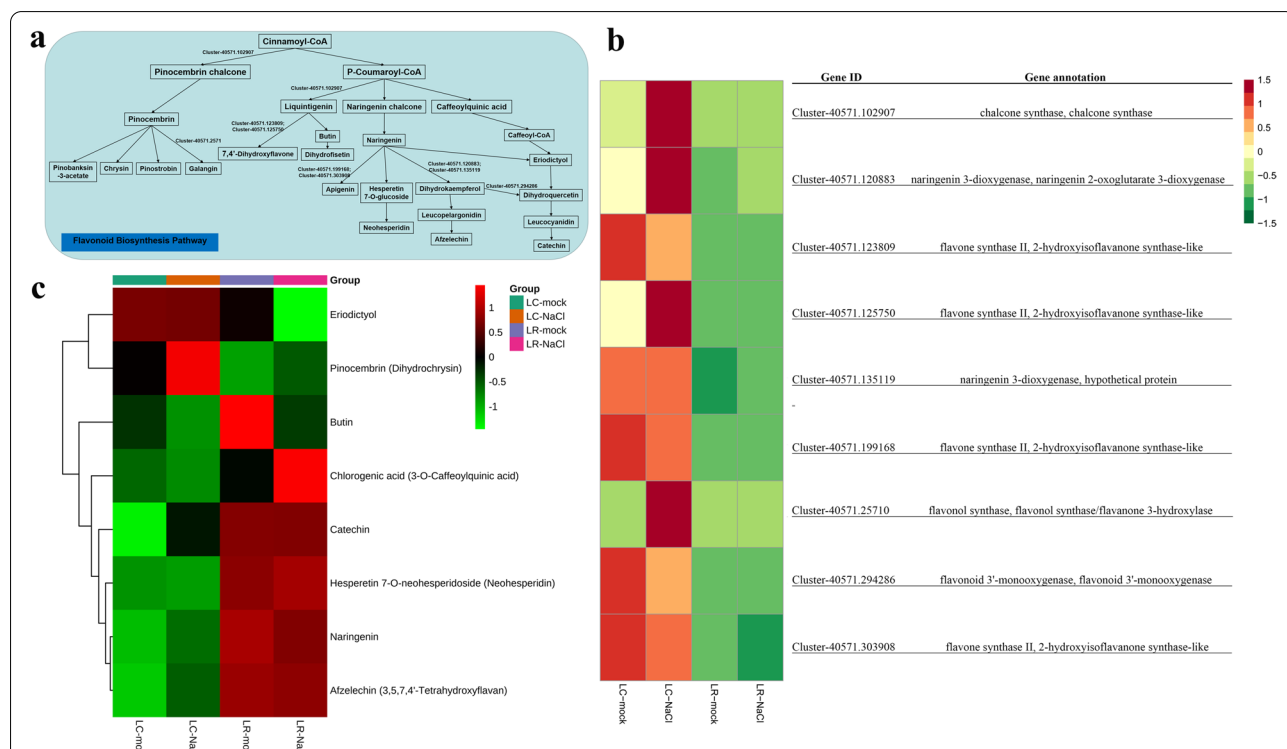 a
Cinnamoyl-CoA
Cluster-40571.102907
Pinocembrin chalcone
P-Coumaroyl-CoA
Cluster-40571.102907
Liquintigenin
Naringenin chalcone
Caffeoylquinic acid
Pinocembrin
Cluster-40571.123809;
Cluster-40571.125750
Butin
Caffeoyl-CoA
Cluster-40571.2571
Naringenin
7,4'-Dihydroxyflavone
Dihydrofisetin
Eriodictyol
Pinobanksin
-3-acetate
Chrysin
Pinostrobin
Galangin
Cluster-40571.199168;
Cluster-40571.303908
Cluster-40571.120883;
Cluster-40571.135119
Apigenin
Hesperetin
7-O-glucoside
Dihydrokaempferol
Cluster-40571.294286
Dihydroquercetin
Neohesperidin
Leucopelargonidin
Leucocyanidin
Afzelechin
Catechin
Flavonoid Biosynthesis Pathway
b
Gene ID
Gene annotation
Cluster-40571.102907
chalcone synthase, chalcone synthase
Cluster-40571.120883
naringenin 3-dioxygenase, naringenin 2-oxoglutarate 3-dioxygenase
Cluster-40571.123809
flavone synthase II, 2-hydroxyisoflavanone synthase-like
Cluster-40571.125750
flavone synthase II, 2-hydroxyisoflavanone synthase-like
Cluster-40571.135119
naringenin 3-dioxygenase, hypothetical protein
-
Cluster-40571.199168
flavone synthase II, 2-hydroxyisoflavanone synthase-like
Cluster-40571.25710
flavonol synthase, flavonol synthase/flavanone 3-hydroxylase
Cluster-40571.294286
flavonoid 3'-monooxygenase, flavonoid 3'-monooxygenase
Cluster-40571.303908
flavone synthase II, 2-hydroxyisoflavanone synthase-like
1.5
1
0.5
0
−0.5
−1
−1.5
LC−mock
LC−NaCl
LR−mock
LR−NaCl
c
Group
Eriodictyol
Pinocembrin (Dihydrochrysin)
Butin
Chlorogenic acid (3-O-Caffeoylquinic acid)
Catechin
Hesperetin 7-O-neohesperidoside (Neohesperidin)
Naringenin
Afzelechin (3,5,7,4'-Tetrahydroxyflavan)
1
0.5
0
-0.5
-1
Group
LC-mock
LC-NaCl
LR-mock
LR-NaCl
LC-mo
LC-Na
LR-mo
LR-Na